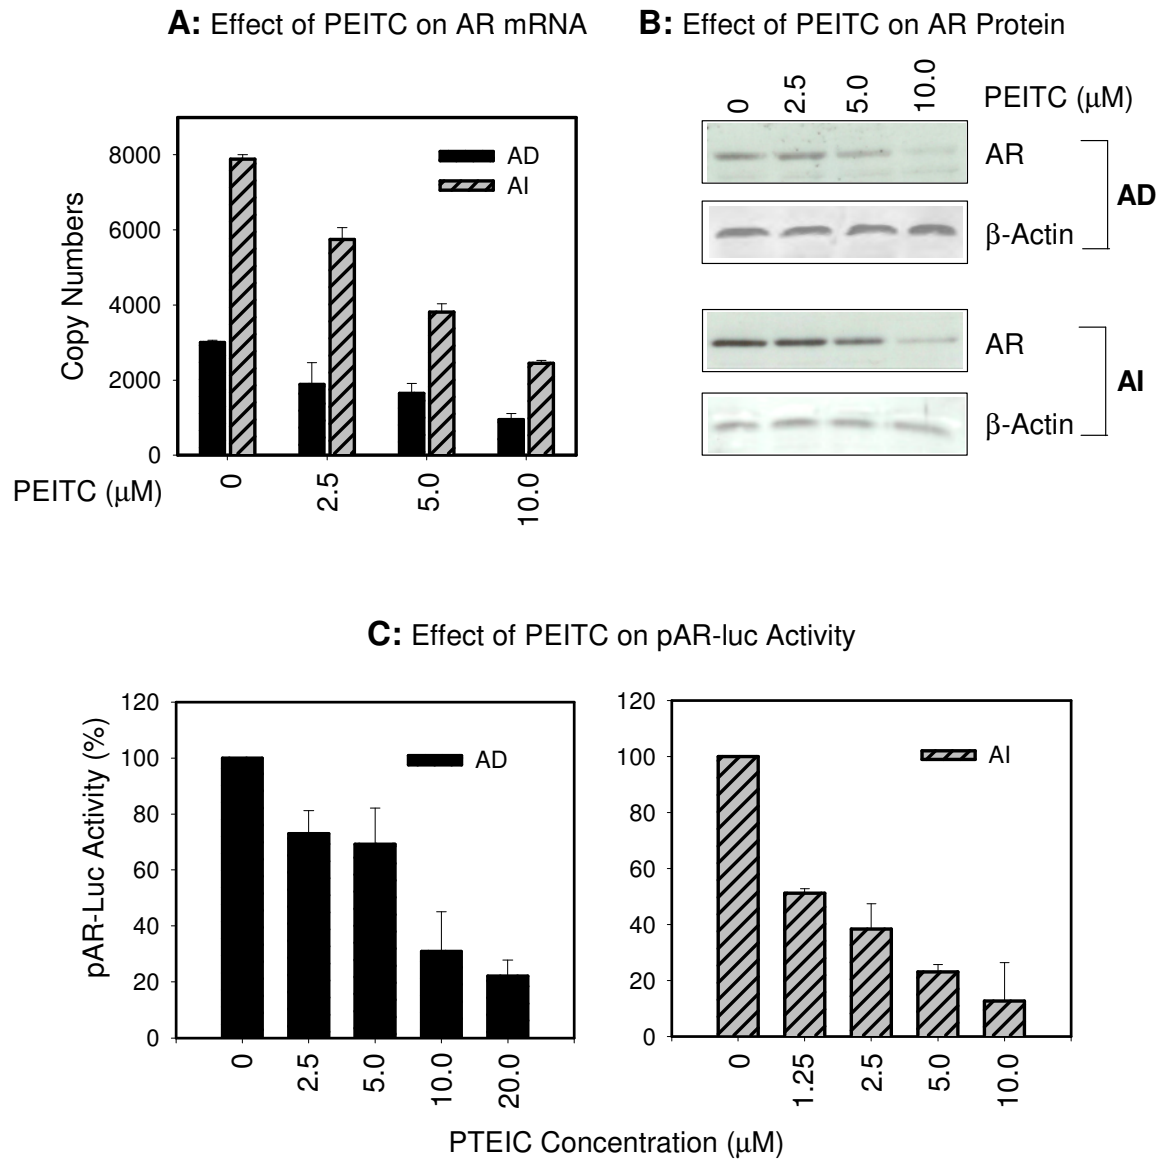 A: Effect of PEITC on AR mRNA
B: Effect of PEITC on AR Protein
8000
6000
4000
2000
0
Copy Numbers
AD
AI
PEITC (μM)
0
2.5
5.0
10.0
0
2.5
5.0
10.0
PEITC (μM)
AR
β-Actin
AD
AR
β-Actin
AI
C: Effect of PEITC on pAR-luc Activity
pAR-Luc Activity (%)
120
100
80
60
40
20
0
AD
0
2.5
5.0
10.0
20.0
120
100
80
60
40
20
0
AI
0
1.25
2.5
5.0
10.0
PTEIC Concentration (μM)